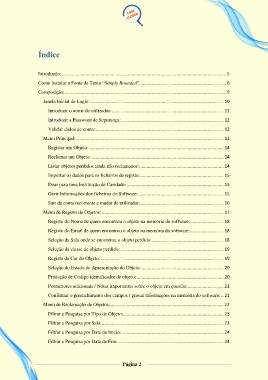 Índice
Introdução: 5
Como instalar a Fonte de Texto "Simply Rounded": 8
Composição: 9
Janela Inicial do Login: 10
Introduzir o nome de utilizador: 11
Introduzir a Password de Segurança: 12
Validar dados de conta: 12
Menu Principal: 13
Registar um Objeto: 14
Reclamar um Objeto: 14
Listar objetos perdidos ainda não reclamados: 14
Importar os dados para os ficheiros de registo: 15
Doar para uma Instituição de Caridade: 15
Gerir Informações dos ficheiros do Software: 15
Sair da conta recorrente e mudar de utilizador: 16
Menu de Registo de Objetos: 17
Registo do Nome de quem encontrou o objeto na memória do software: 18
Registo do Email de quem encontrou o objeto na memória do software: 18
Seleção da Sala onde se encontrou o objeto perdido: 18
Seleção da classe de objeto perdido: 19
Registo da Cor do Objeto: 19
Seleção do Estado de Apresentação do Objeto: 20
Produção de Código identificador do objeto: 20
Pormenores adicionais / Notas importantes sobre o objeto em questão: 21
Confirmar o preenchimento dos campos / gravar informações na memória do software: 21
Menu de Reclamação de Objetos: 22
Filtrar a Pesquisa por Tipo de Objeto: 23
Filtrar a Pesquisa por Sala: 23
Filtrar a Pesquisa por Data de Início: 24
Filtrar a Pesquisa por Data de Fim: 24
Página 2